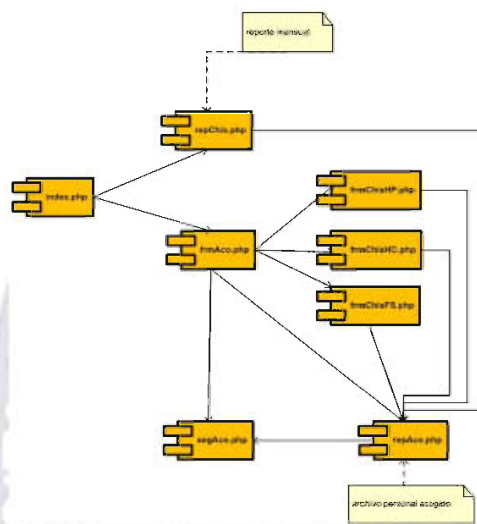 reporte mensual
repChis.php
index.php
frmChisHP.php
frmAco.php
frmChisHC.php
frmChisFS.php
segAco.php
repAco.php
archivo personal acogido